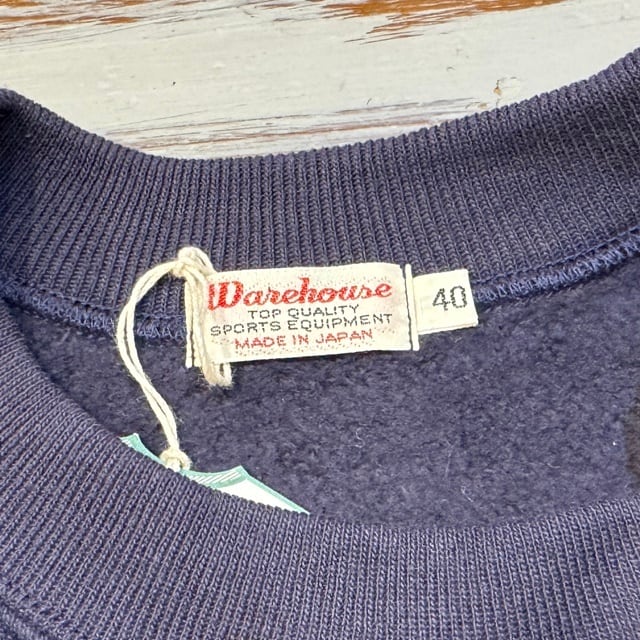 Warehouse
TOP QUALITY
SPORTS EQUIPMENT
MADE IN JAPAN
40